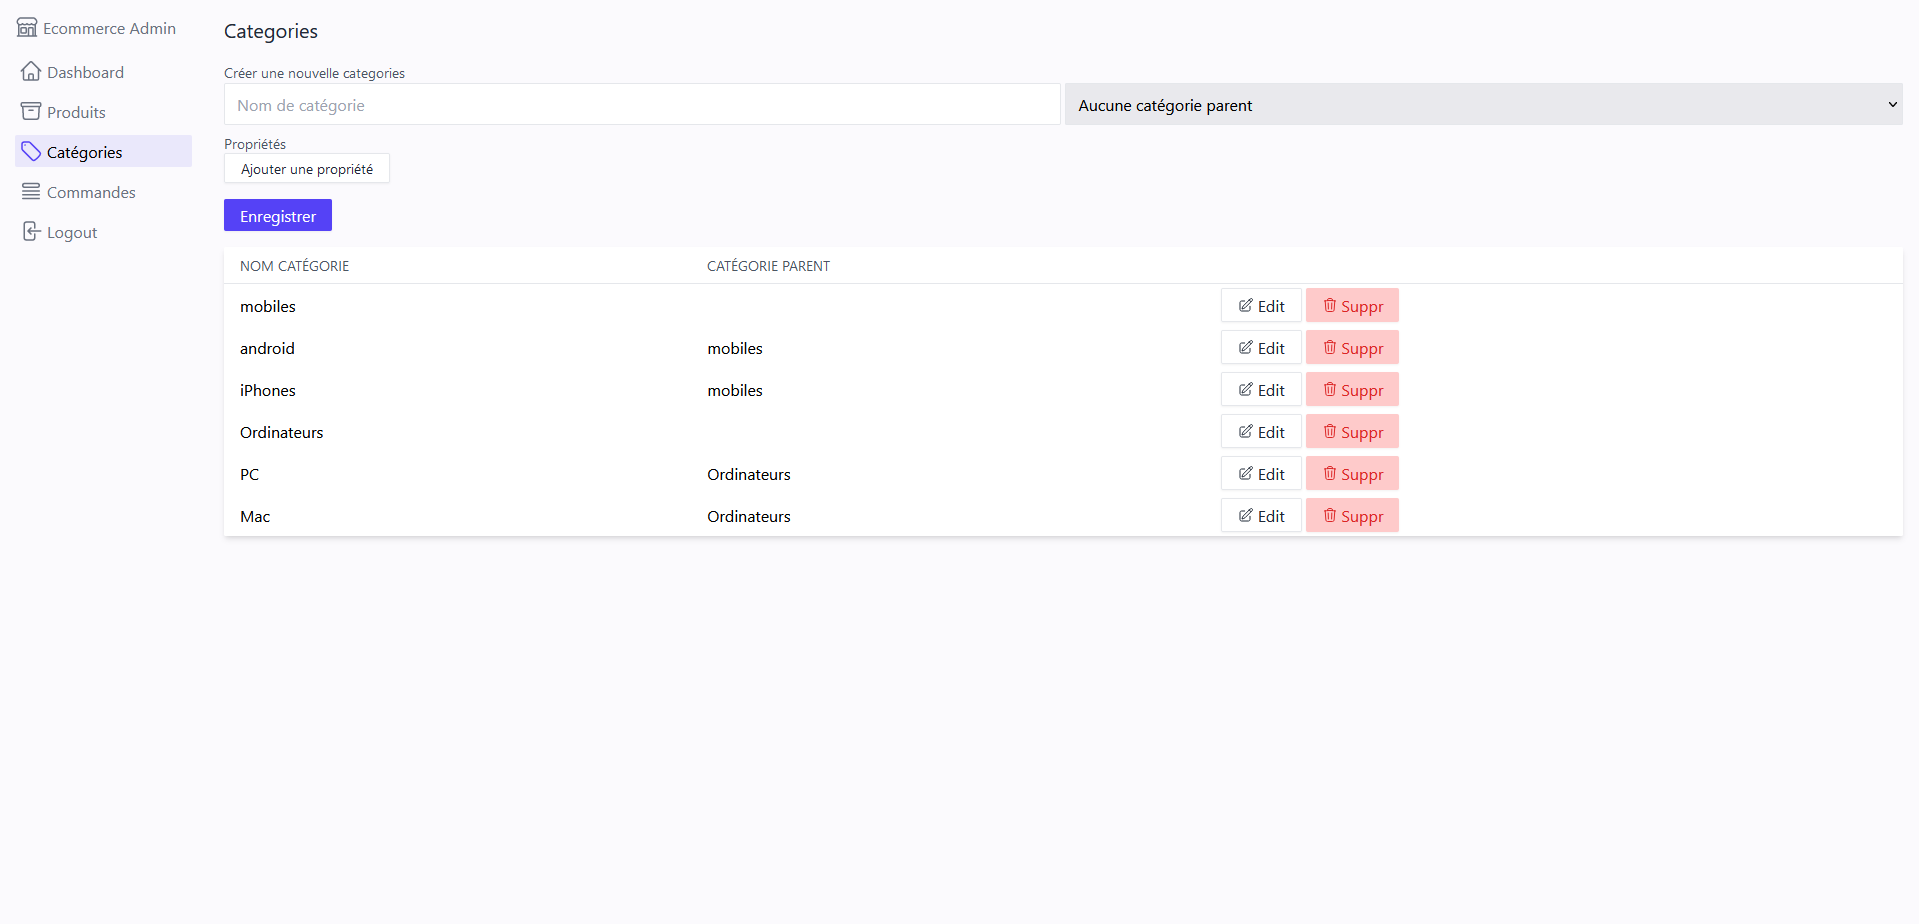 Ecommerce Admin
Dashboard
Produits
Catégories
Commandes
Logout
Categories
Créer une nouvelle categories
Nom de catégorie
Aucune catégorie parent
Propriétés
Ajouter une propriété
Enregistrer
NOM CATÉGORIE CATÉGORIE PARENT
mobiles Edit Suppr
android mobiles Edit Suppr
iPhones mobiles Edit Suppr
Ordinateurs Edit Suppr
PC Ordinateurs Edit Suppr
Mac Ordinateurs Edit Suppr